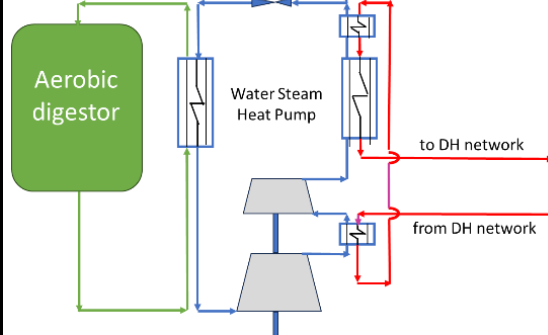 Aerobic
digestor
Water Steam
Heat Pump
to DH network
from DH network